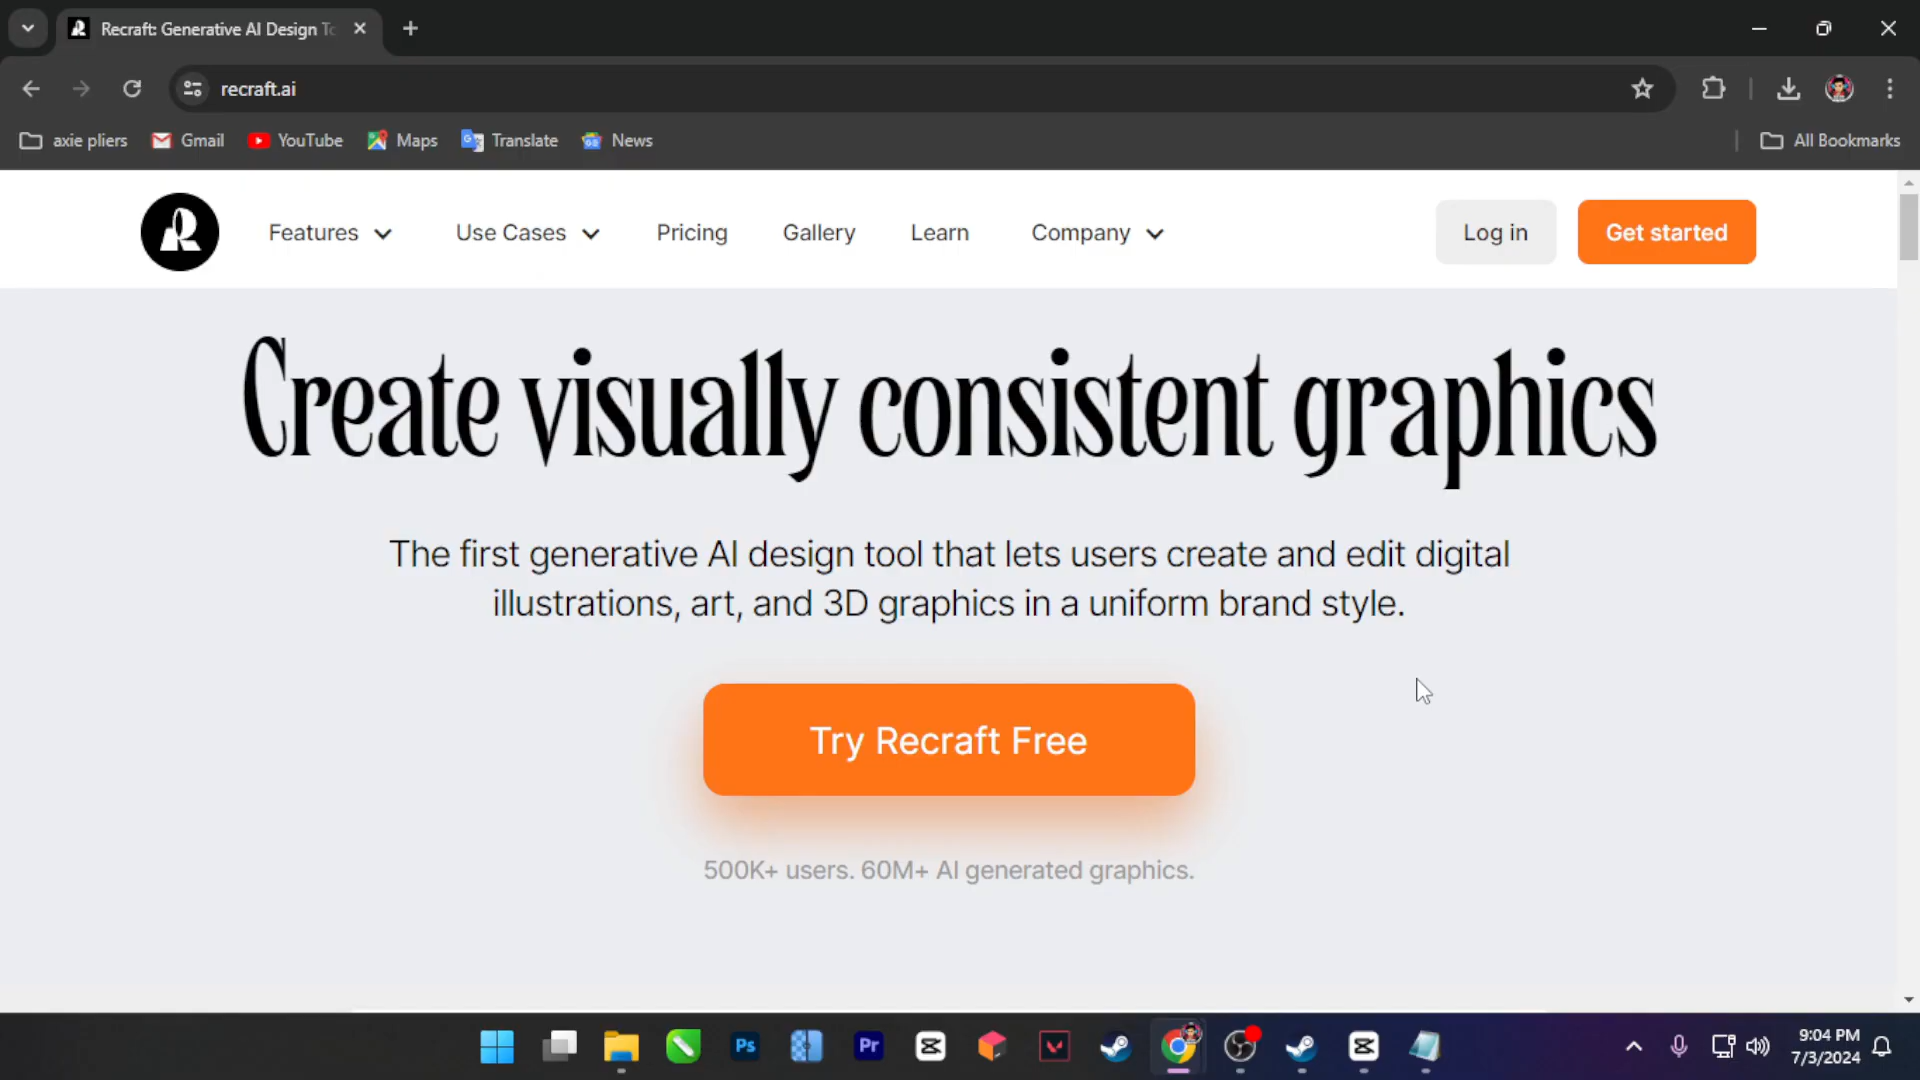 Recraft: Generative AI Design To
recraft.ai
axie pliers
Gmail
YouTube
Maps
Translate
News
All Bookmarks
R
Features
Use Cases
Pricing
Gallery
Learn
Company
Log in
Get started
Create visually consistent graphics
The first generative AI design tool that lets users create and edit digital
illustrations, art, and 3D graphics in a uniform brand style.
Try Recraft Free
500K+ users. 60M+ AI generated graphics.
Ps
Pr
9:04 PM
7/3/2024